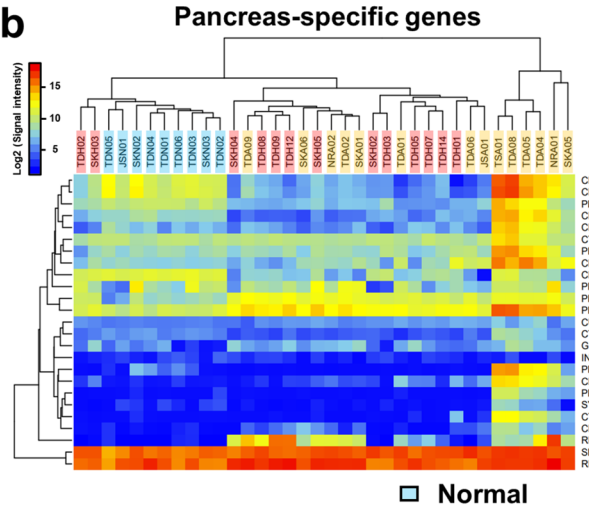 b
Pancreas-specific genes
Log2 (Signal intensity)
15
10
5
TDH02 SKH03 TDN05 JSN01 SKN02 TDN04 TDN01 TDN06 TDN03 SKN03 TDN02 SKH04 TDA09 TDH08 TDH09 TDH12 SKA06 SKH05 NRA02 TDA02 SKA01 SKH02 TDH03 TDA01 TDH05 TDH07 TDH14 TDH01 TDA06 JSA01 TSA01 TDA08 TDA05 TDA04 NRA01 SKA05
IN
Normal